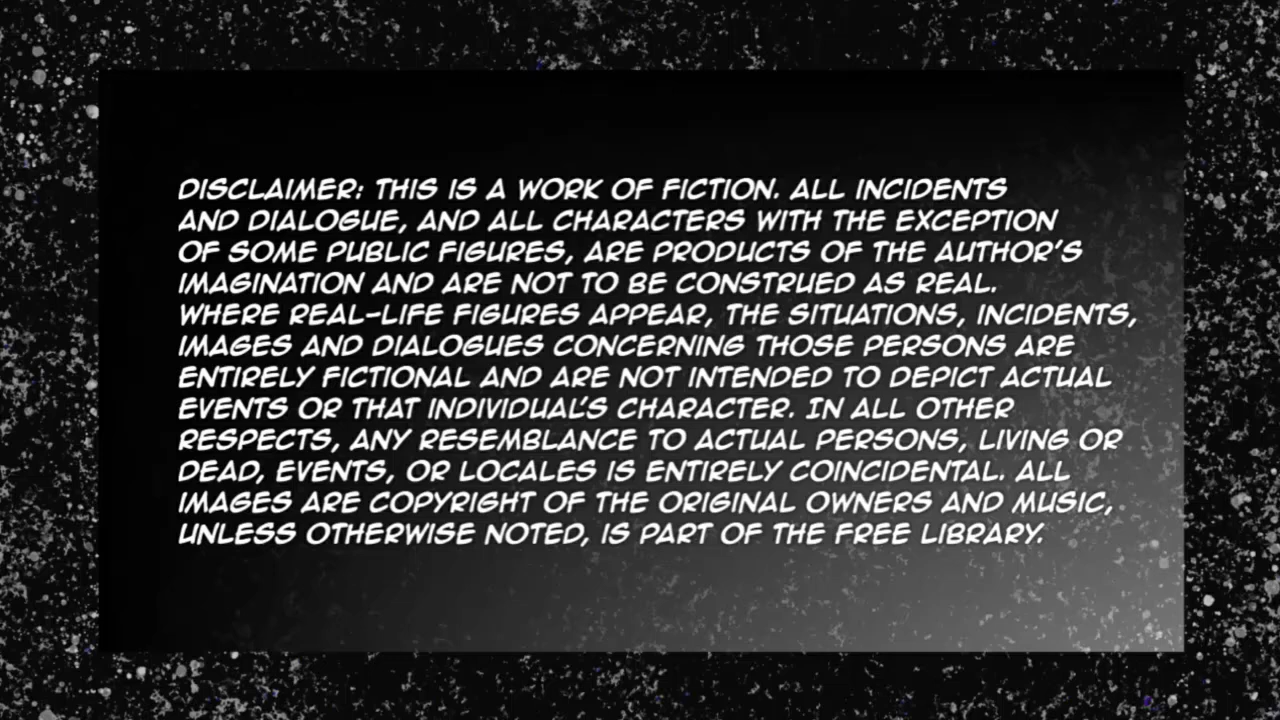 DISCLAIMER: THIS IS A WORK OF FICTION. ALL INCIDENTS
AND DIALOGUE, AND ALL CHARACTERS WITH THE EXCEPTION
OF SOME PUBLIC FIGURES, ARE PRODUCTS OF THE AUTHOR'S
IMAGINATION AND ARE NOT TO BE CONSTRUED AS REAL.
WHERE REAL-LIFE FIGURES APPEAR, THE SITUATIONS, INCIDENTS,
IMAGES AND DIALOGUES CONCERNING THOSE PERSONS ARE
ENTIRELY FICTIONAL AND ARE NOT INTENDED TO DEPICT ACTUAL
EVENTS OR THAT INDIVIDUAL'S CHARACTER. IN ALL OTHER
RESPECTS, ANY RESEMBLANCE TO ACTUAL PERSONS, LIVING OR
DEAD, EVENTS, OR LOCALES IS ENTIRELY COINCIDENTAL. ALL
IMAGES ARE COPYRIGHT OF THE ORIGINAL OWNERS AND MUSIC,
UNLESS OTHERWISE NOTED, IS PART OF THE FREE LIBRARY.